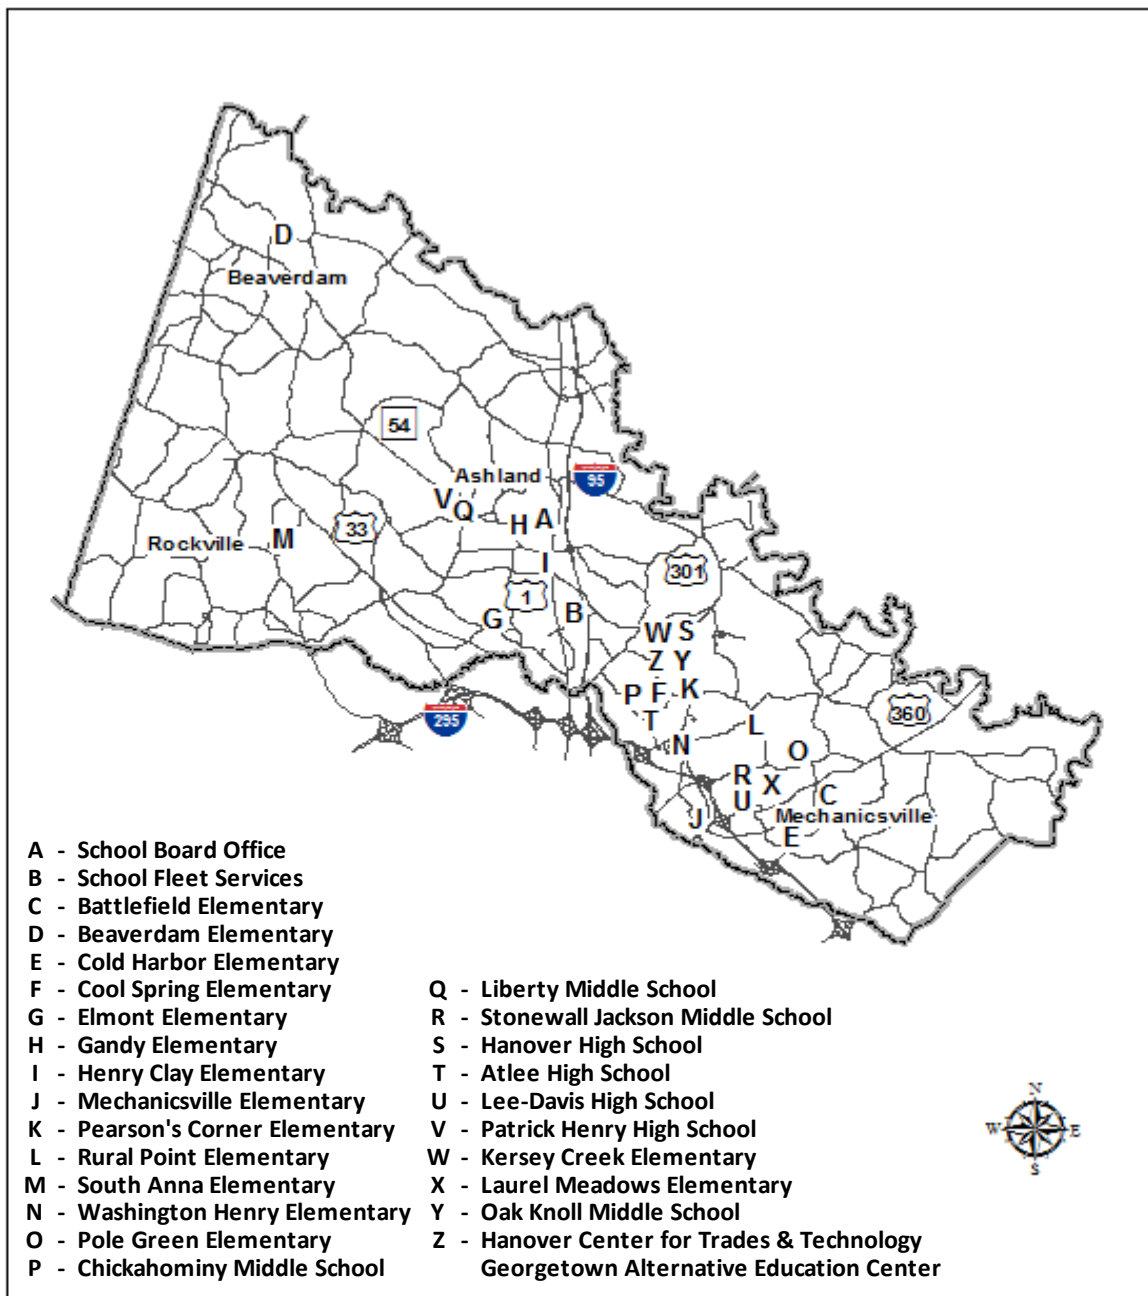 D
Beaverdam
54
Ashland
95
V
Q
H
A
33
M
Rockville
I
301
1
B
G
W
S
Z
Y
P
F
K
T
360
295
L
N
O
R
X
U
C
J
Mechanicsville
E
A - School Board Office
B - School Fleet Services
C - Battlefield Elementary
D - Beaverdam Elementary
E - Cold Harbor Elementary
F - Cool Spring Elementary
G - Elmont Elementary
H - Gandy Elementary
I - Henry Clay Elementary
J - Mechanicsville Elementary
K - Pearson's Corner Elementary
L - Rural Point Elementary
M - South Anna Elementary
N - Washington Henry Elementary
O - Pole Green Elementary
P - Chickahominy Middle School
Q - Liberty Middle School
R - Stonewall Jackson Middle School
S - Hanover High School
T - Atlee High School
U - Lee-Davis High School
V - Patrick Henry High School
W - Kersey Creek Elementary
X - Laurel Meadows Elementary
Y - Oak Knoll Middle School
Z - Hanover Center for Trades & Technology
Georgetown Alternative Education Center
N
W E
S